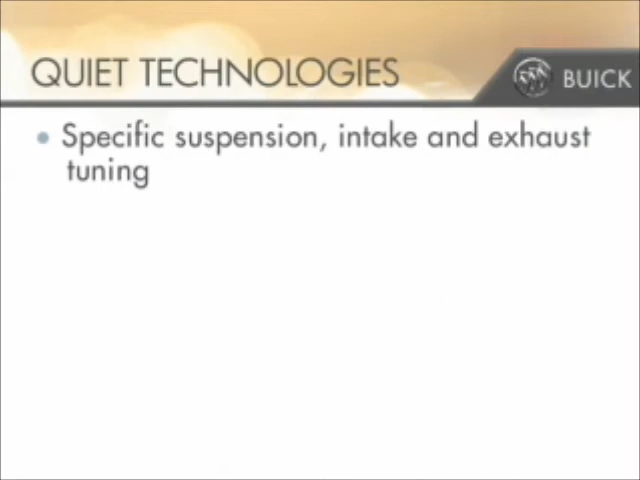 QUIET TECHNOLOGIES
BUICK
• Specific suspension, intake and exhaust
tuning